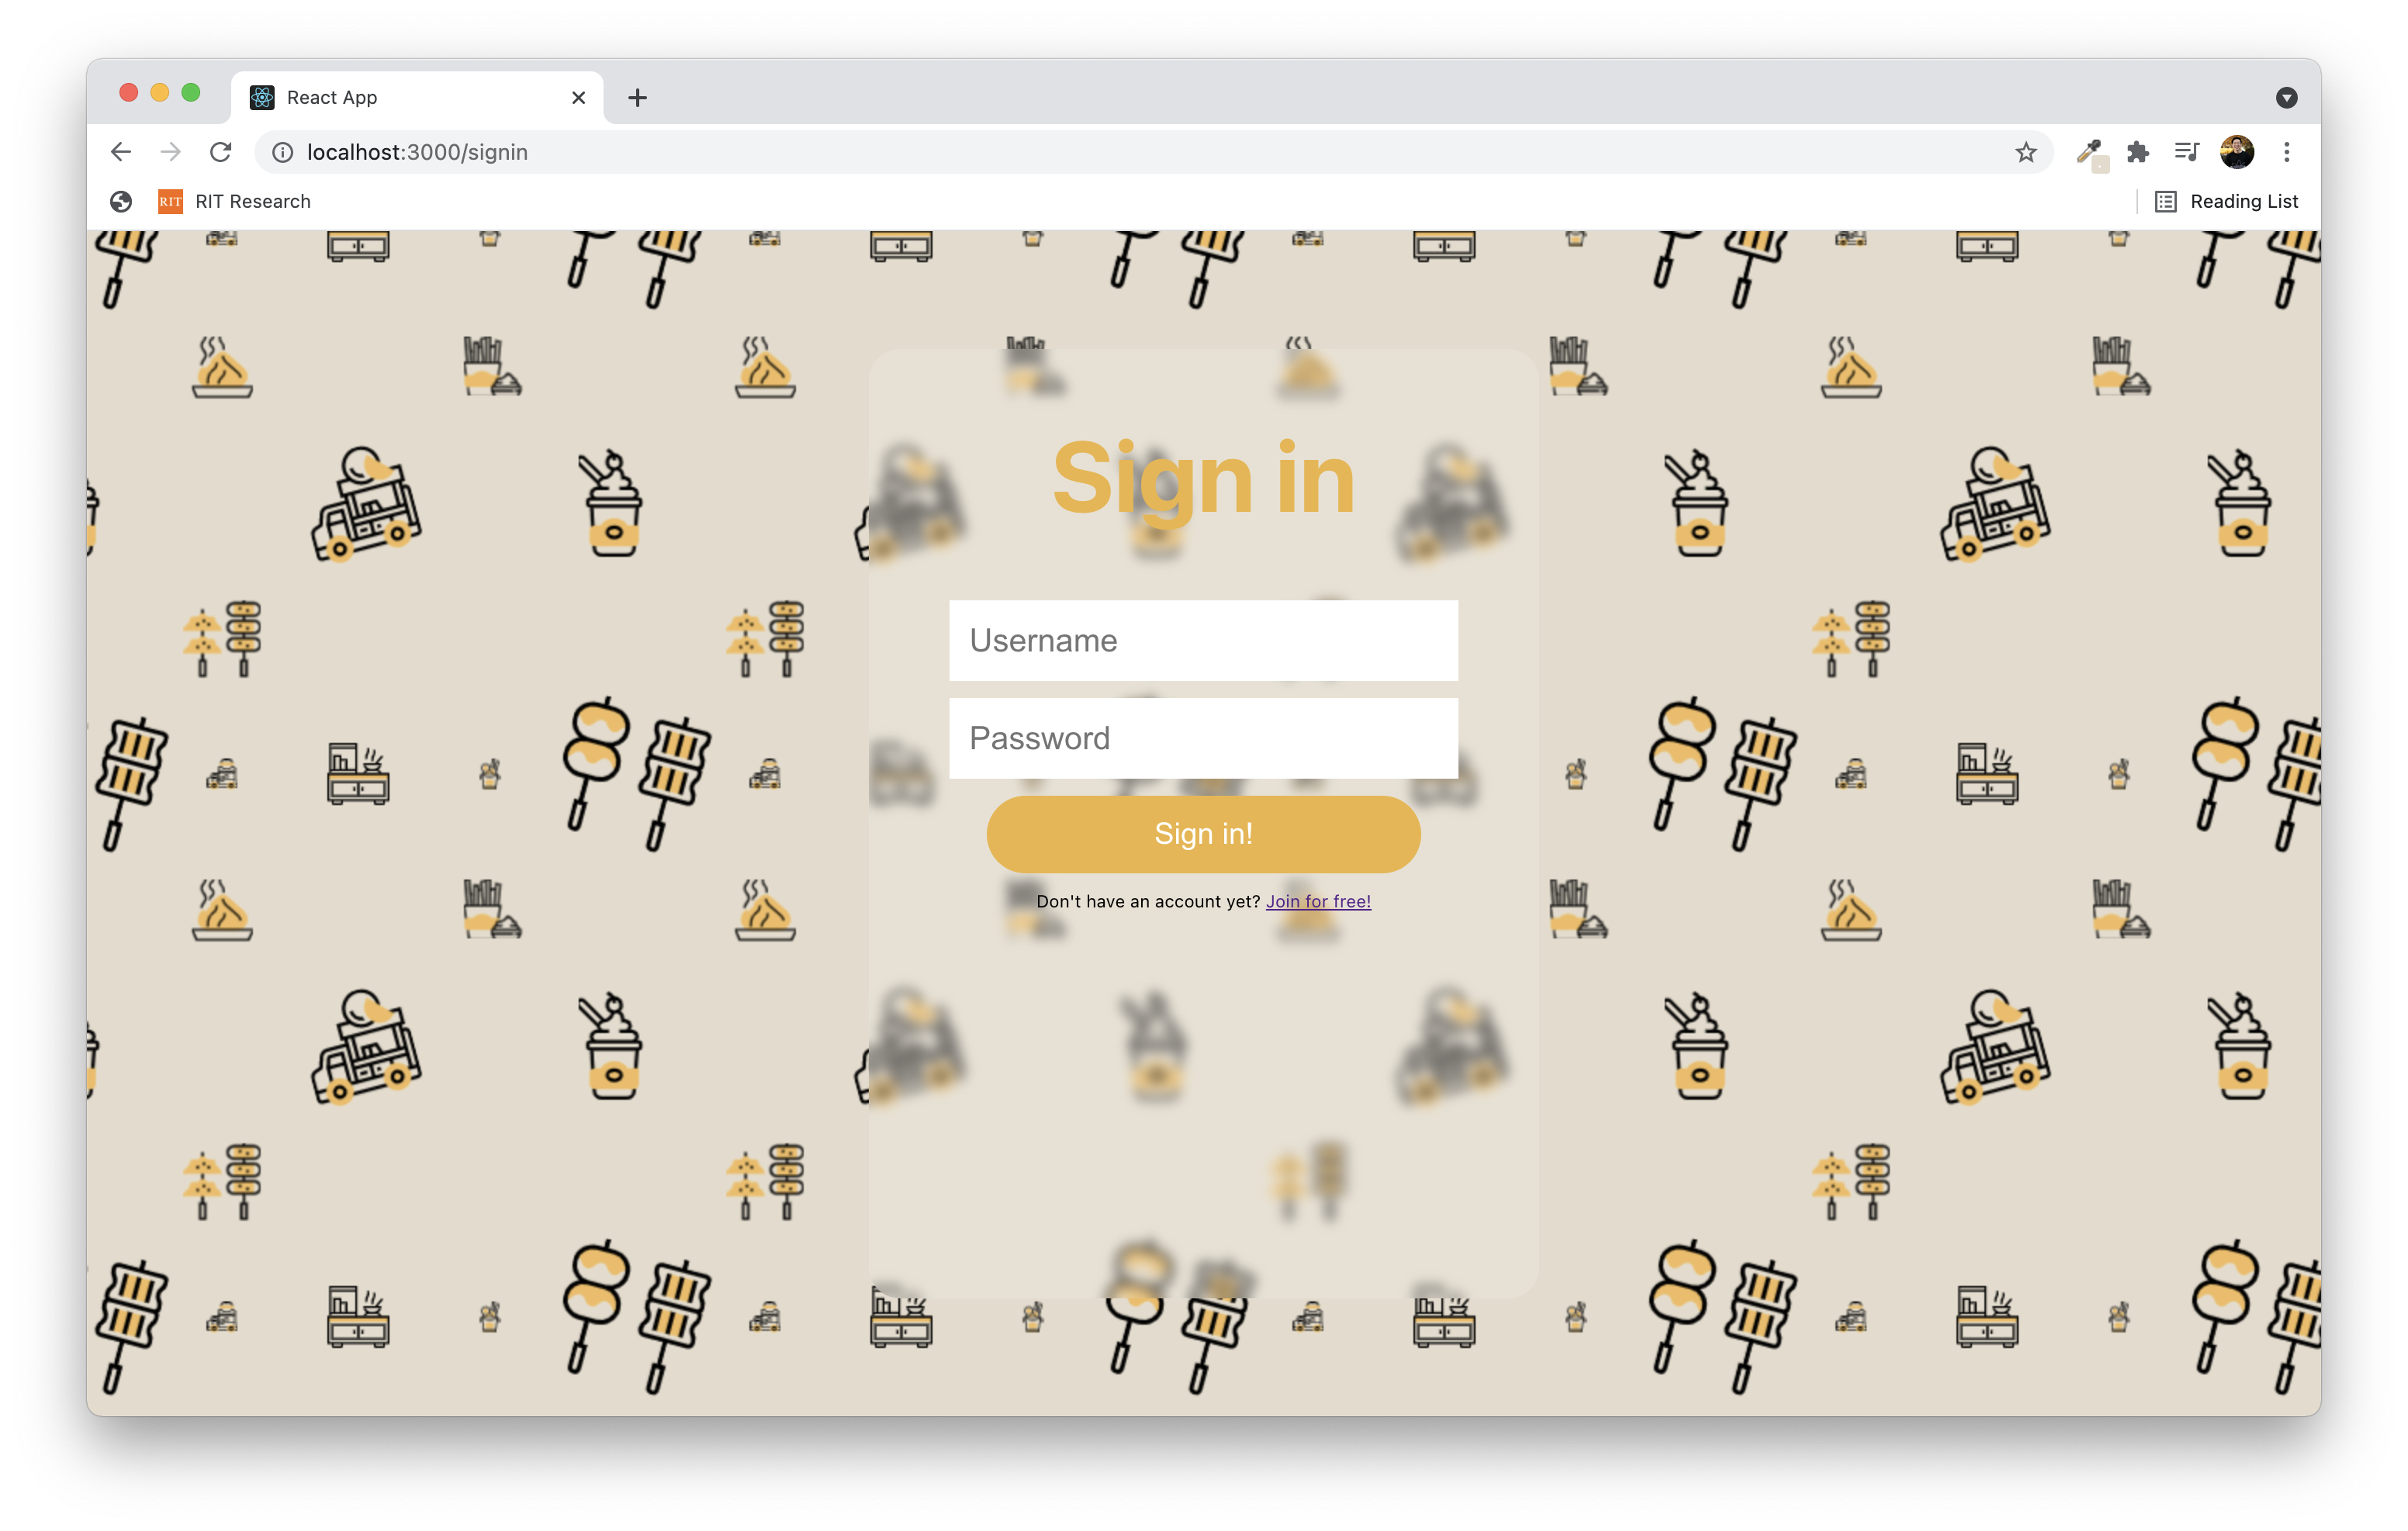 React App
localhost:3000/signin
RIT RIT Research
Reading List
Sign in
Username
Password
Sign in!
Don't have an account yet? Join for free!